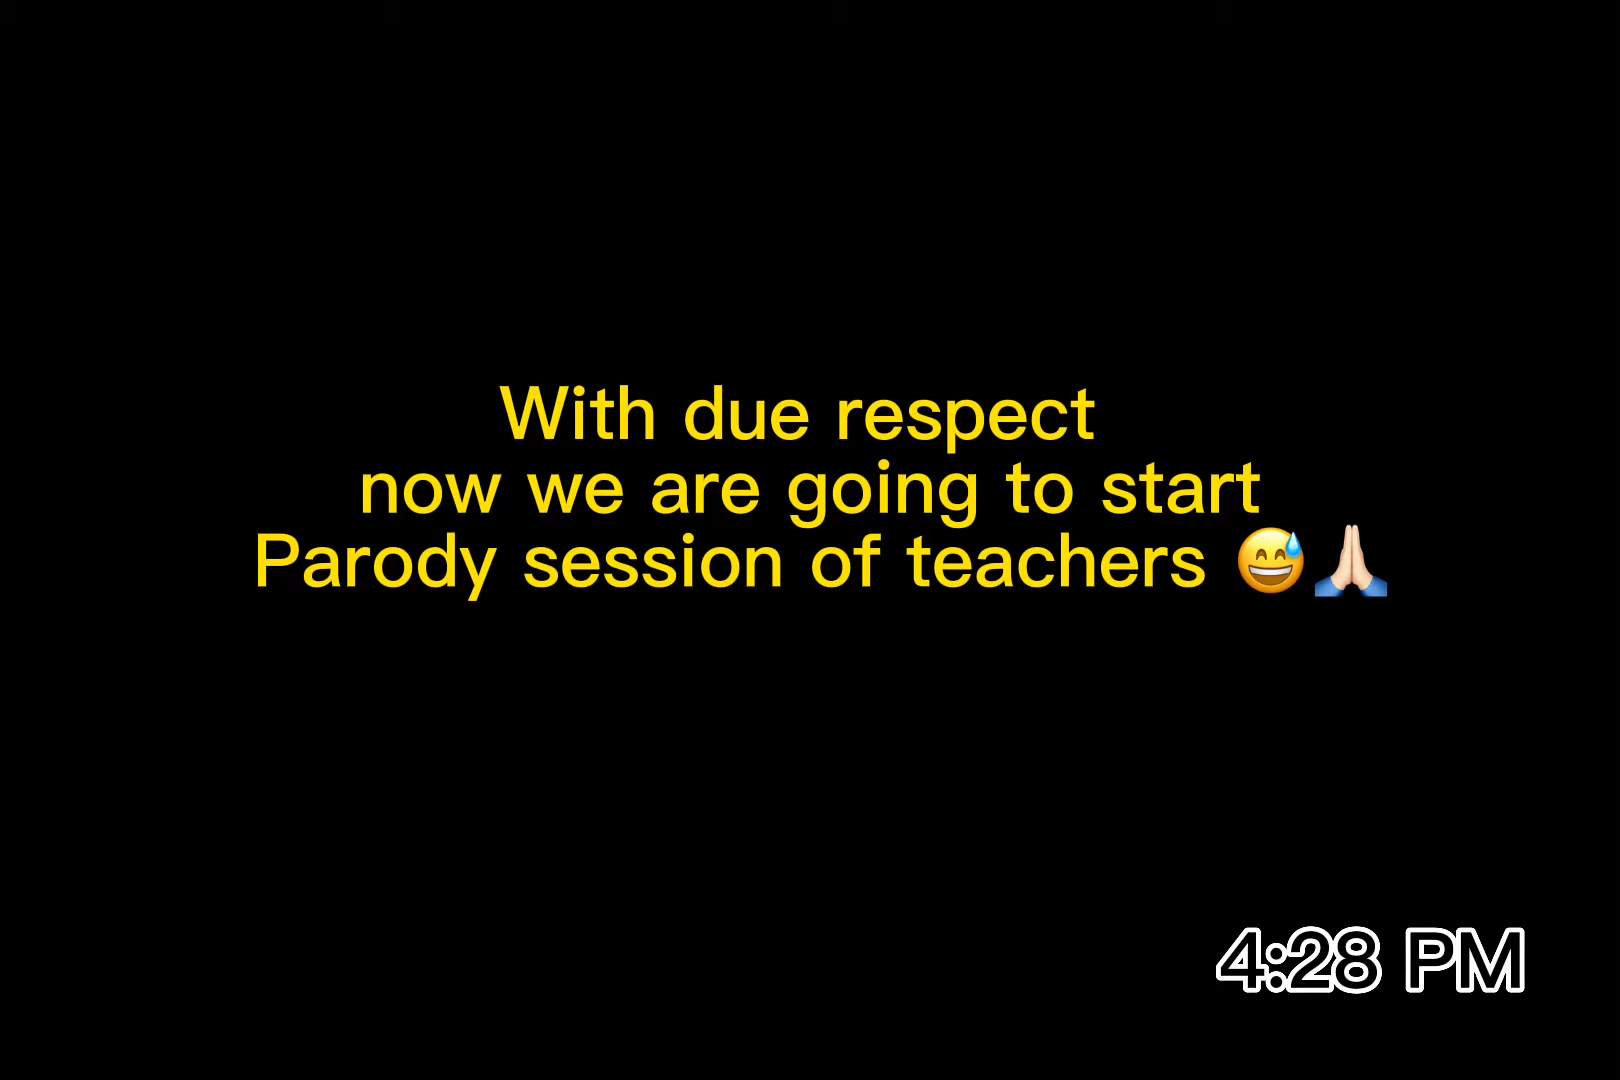 With due respect
now we are going to start
Parody session of teachers 😅🙏🏻
4:28 PM